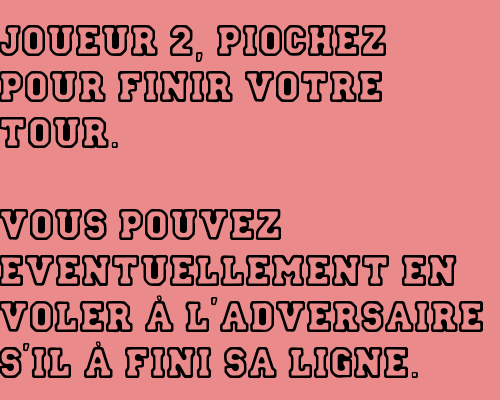 JOUEUR 2, PIOCHEZ
POUR FINIR VOTRE
TOUR.
VOUS POUVEZ
EVENTUELLEMENT EN
VOLER À L'ADVERSAIRE
S'IL À FINI SA LIGNE.